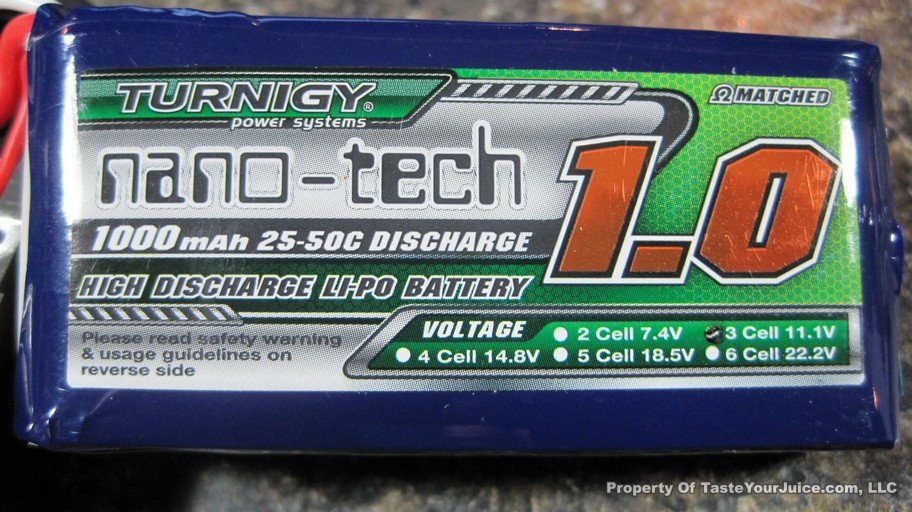 TURNIGY®
power systems
Ω MATCHED
nano-tech
1.0
1000mAh 25-50C DISCHARGE
HIGH DISCHARGE LI-PO BATTERY
VOLTAGE 2 Cell 7.4V 3 Cell 11.1V
4 Cell 14.8V 5 Cell 18.5V 6 Cell 22.2V
Please read safety warning
& usage guidelines on
reverse side
Property Of TasteYourJuice.com, LLC